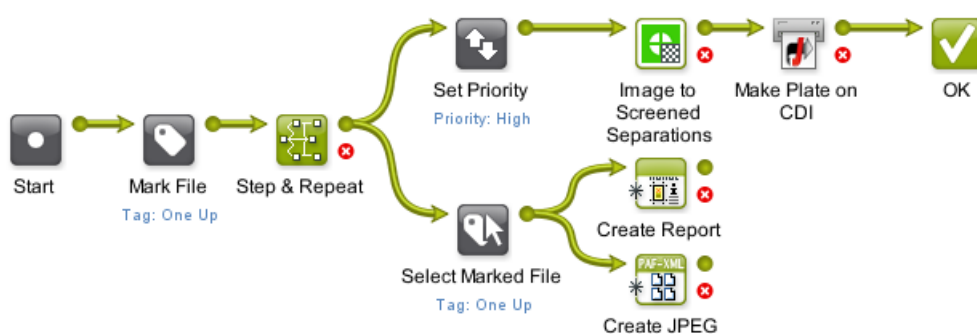 Set Priority
Priority: High
Image to
Screened
Separations
Make Plate on
CDI
OK
Start
Mark File
Tag: One Up
Step & Repeat
Create Report
Select Marked File
Tag: One Up
PAF-XML
Create JPEG